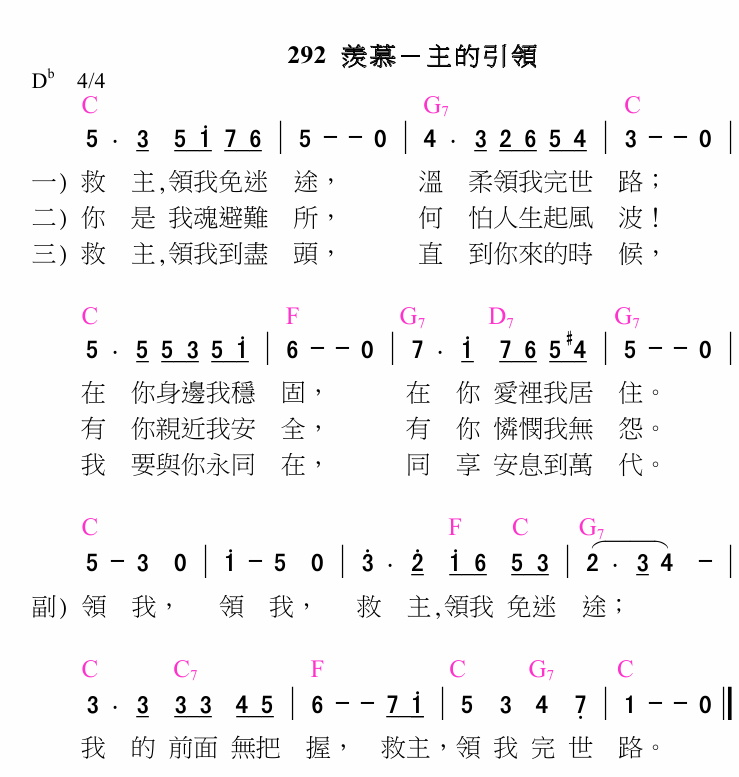 292 羨慕－主的引領
D♭ 4/4
C G7 C
5 · 3 5 i 7 6 | 5 − − 0 | 4 · 3 2 6 5 4 | 3 − − 0 |
一) 救 主,領我免迷 途， 溫 柔領我完世 路；
二) 你 是 我魂避難 所， 何 怕人生起風 波！
三) 救 主,領我到盡 頭， 直 到你來的時 候，
C F G7 D7 G7
5 · 5 5 3 5 i | 6 − − 0 | 7 · i 7 6 5 #4 | 5 − − 0 |
在 你身邊我穩 固， 在 你 愛裡我居 住。
有 你親近我安 全， 有 你 憐憫我無 怨。
我 要與你永同 在， 同 享 安息到萬 代。
C F C G7
5 − 3 0 | i − 5 0 | 3̇ · 2̇ i 6 5 3 | 2 · 3 4 − |
副) 領 我， 領 我， 救 主,領我 免迷 途；
C C7 F C G7 C
3 · 3 3 3 4 5 | 6 − − 7 i | 5 3 4 7̣ | 1 − − 0 ‖
我 的 前面 無把 握， 救主，領 我 完 世 路。